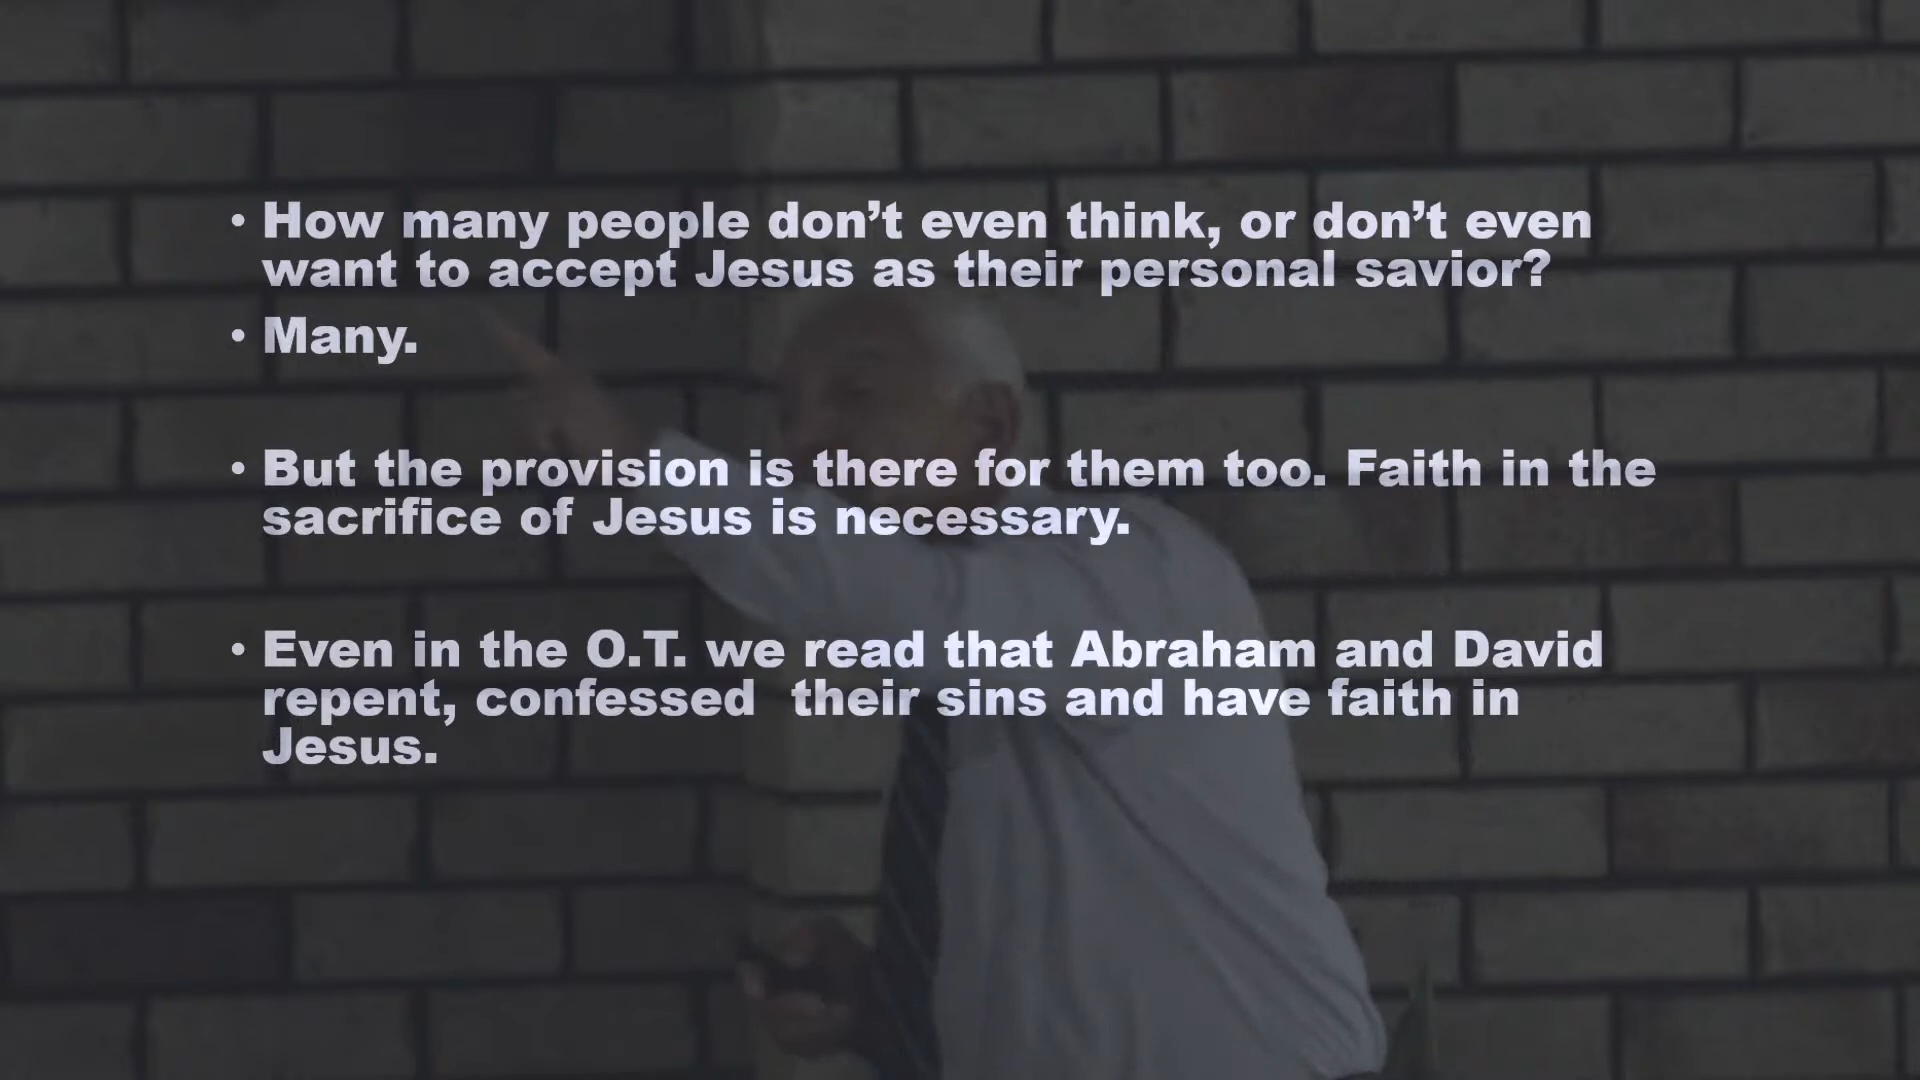 • How many people don’t even think, or don’t even
want to accept Jesus as their personal savior?
• Many.
• But the provision is there for them too. Faith in the
sacrifice of Jesus is necessary.
• Even in the O.T. we read that Abraham and David
repent, confessed  their sins and have faith in
Jesus.